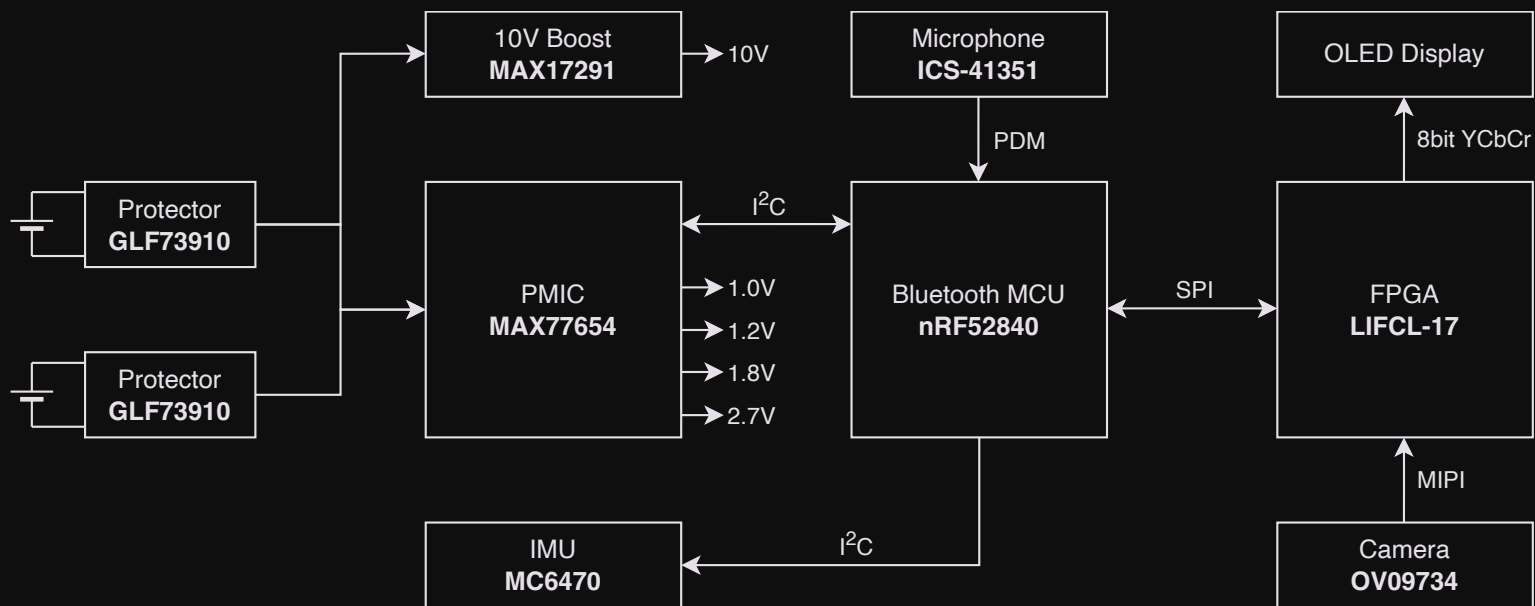 10V Boost
MAX17291
10V
Microphone
ICS-41351
OLED Display
PDM
8bit YCbCr
Protector
GLF73910
I²C
PMIC
MAX77654
1.0V
1.2V
1.8V
2.7V
Bluetooth MCU
nRF52840
SPI
FPGA
LIFCL-17
Protector
GLF73910
MIPI
IMU
MC6470
I²C
Camera
OV09734